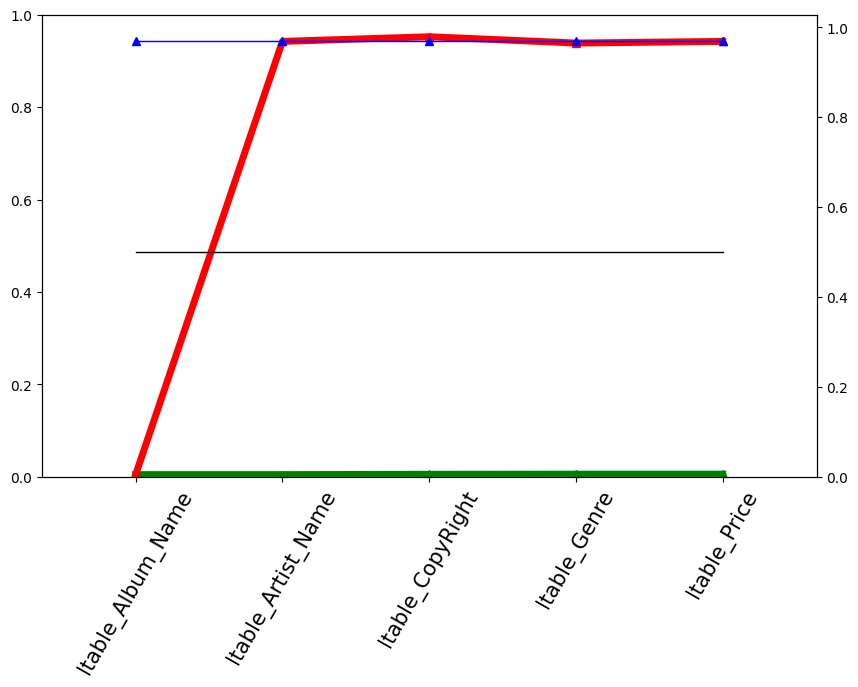 1.0
0.8
0.6
0.4
0.2
0.0
1.0
0.8
0.6
0.4
0.2
0.0
ltable_Album_Name
ltable_Artist_Name
ltable_CopyRight
ltable_Genre
ltable_Price